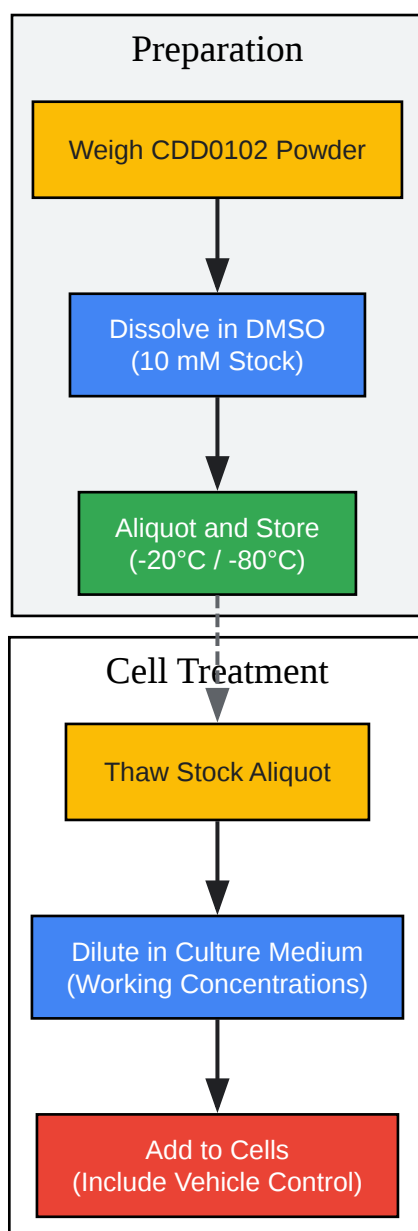 Preparation
Weigh CDD0102 Powder
Dissolve in DMSO
(10 mM Stock)
Aliquot and Store
(-20°C / -80°C)
Cell Treatment
Thaw Stock Aliquot
Dilute in Culture Medium
(Working Concentrations)
Add to Cells
(Include Vehicle Control)